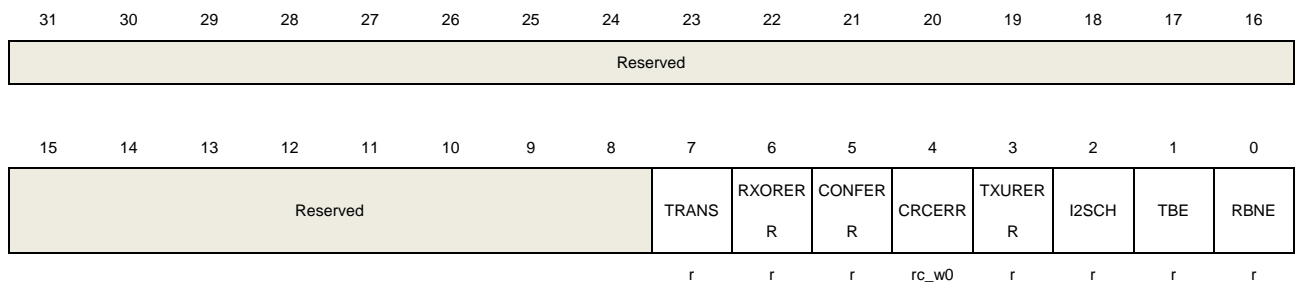 31 30 29 28 27 26 25 24 23 22 21 20 19 18 17 16
Reserved
15 14 13 12 11 10 9 8 7 6 5 4 3 2 1 0
Reserved TRANS RXORER R CONFER R CRCERR TXURER R I2SCH TBE RBNE
r r r rc_w0 r r r r